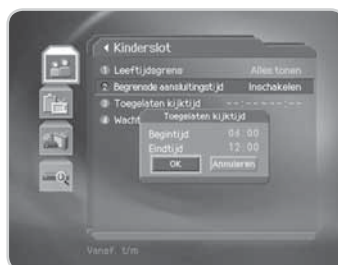 Kinderslot
1 Leeftijdsgrens Alles tonen
2 Begrensde aansluitingstijd Inschakelen
3 Toegelaten kijktijd --:-- - --:--
4 Wacht
Toegelaten kijktijd
Begintijd 06:00
Eindtijd 12:00
OK Annuleren
Vanaf t/m